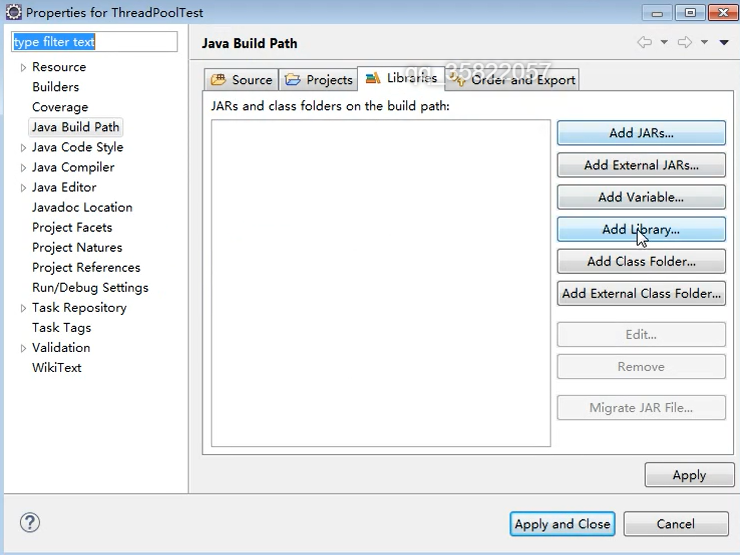 Properties for ThreadPoolTest
type filter text
Resource
Builders
Coverage
Java Build Path
Java Code Style
Java Compiler
Java Editor
Javadoc Location
Project Facets
Project Natures
Project References
Run/Debug Settings
Task Repository
Task Tags
Validation
WikiText
Java Build Path
qq_35822057
Source Projects Libraries Order and Export
JARs and class folders on the build path:
Add JARs...
Add External JARs...
Add Variable...
Add Library...
Add Class Folder...
Add External Class Folder...
Edit...
Remove
Migrate JAR File...
Apply
? Apply and Close Cancel